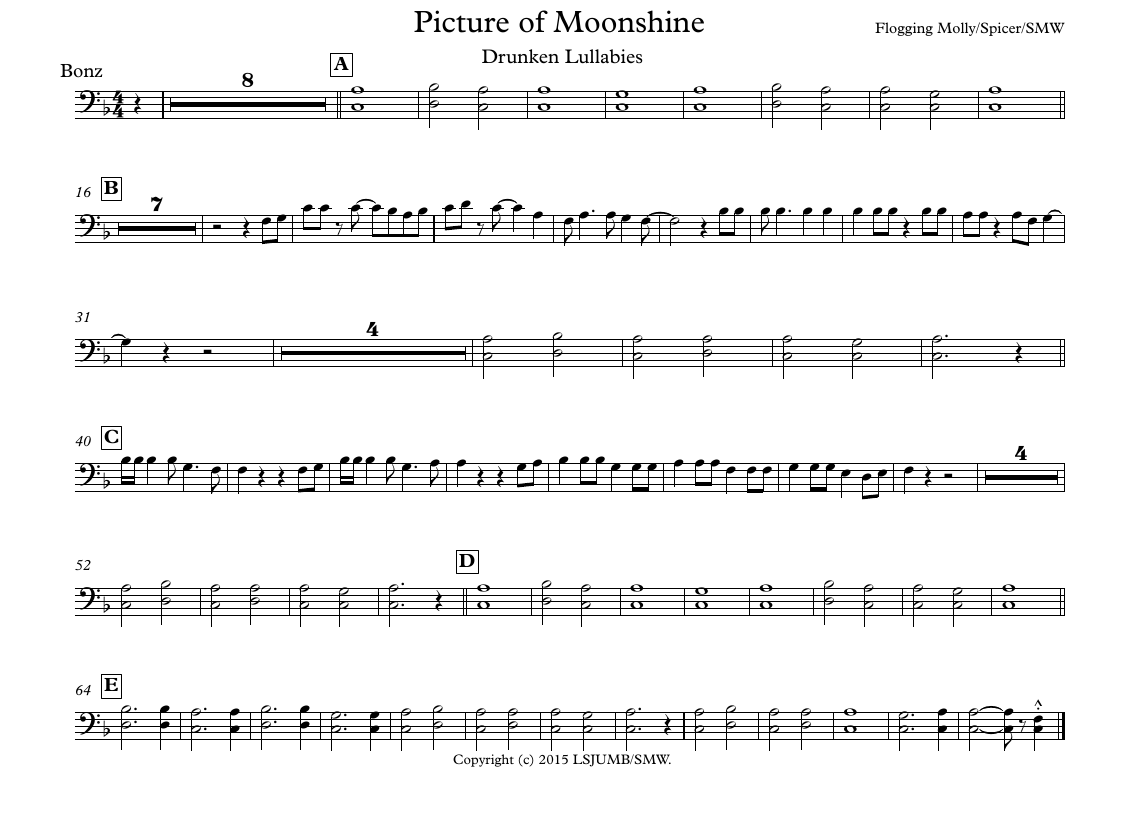 Picture of Moonshine
Flogging Molly/Spicer/SMW
Drunken Lullabies
Bonz
8
A
4
4
16
B
7
31
4
40
C
4
52
D
64
E
Copyright (c) 2015 LSJUMB/SMW.